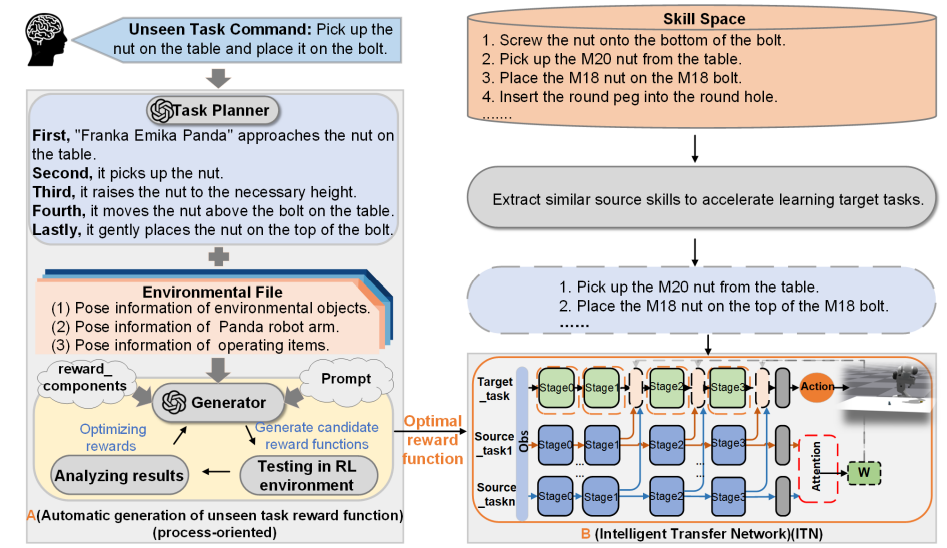 Unseen Task Command: Pick up the
nut on the table and place it on the bolt.
Task Planner
First, "Franka Emika Panda" approaches the nut on
the table.
Second, it picks up the nut.
Third, it raises the nut to the necessary height.
Fourth, it moves the nut above the bolt on the table.
Lastly, it gently places the nut on the top of the bolt.
Environmental File
(1) Pose information of environmental objects.
(2) Pose information of Panda robot arm.
(3) Pose information of operating items.
reward_
components
Prompt
Generator
Optimizing
rewards
Generate candidate
reward functions
Analyzing results
Testing in RL
environment
A(Automatic generation of unseen task reward function)
(process-oriented)
Optimal
reward
function
Skill Space
1. Screw the nut onto the bottom of the bolt.
2. Pick up the M20 nut from the table.
3. Place the M18 nut on the M18 bolt.
4. Insert the round peg into the round hole.
.......
Extract similar source skills to accelerate learning target tasks.
1. Pick up the M20 nut from the table.
2. Place the M18 nut on the top of the M18 bolt.
......
Target
_task
Stage0
Stage1
Stage2
Stage3
Action
Obs
Source
_task1
Stage0
Stage1
Stage2
Stage3
...
...
...
Attention
W
Source
_taskn
Stage0
Stage1
Stage2
Stage3
B (Intelligent Transfer Network)(ITN)